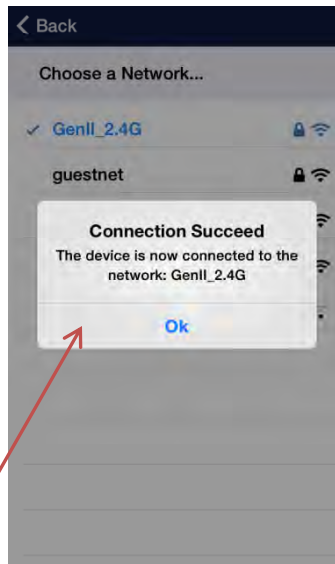 Back
Choose a Network...
GenII_2.4G
guestnet
Connection Succeed
The device is now connected to the
network: GenII_2.4G
Ok